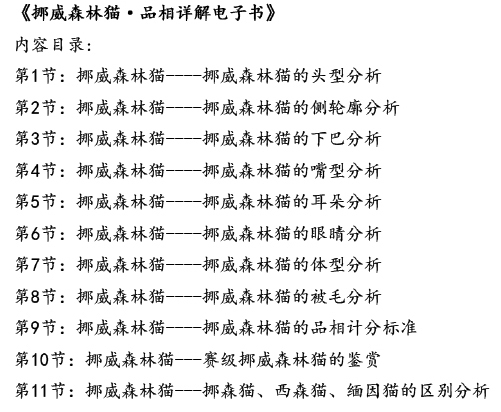 《挪威森林猫·品相详解电子书》
内容目录：
第1节：挪威森林猫----挪威森林猫的头型分析
第2节：挪威森林猫----挪威森林猫的侧轮廓分析
第3节：挪威森林猫----挪威森林猫的下巴分析
第4节：挪威森林猫----挪威森林猫的嘴型分析
第5节：挪威森林猫----挪威森林猫的耳朵分析
第6节：挪威森林猫----挪威森林猫的眼睛分析
第7节：挪威森林猫----挪威森林猫的体型分析
第8节：挪威森林猫----挪威森林猫的被毛分析
第9节：挪威森林猫----挪威森林猫的品相计分标准
第10节：挪威森林猫---赛级挪威森林猫的鉴赏
第11节：挪威森林猫---挪森猫、西森猫、缅因猫的区别分析